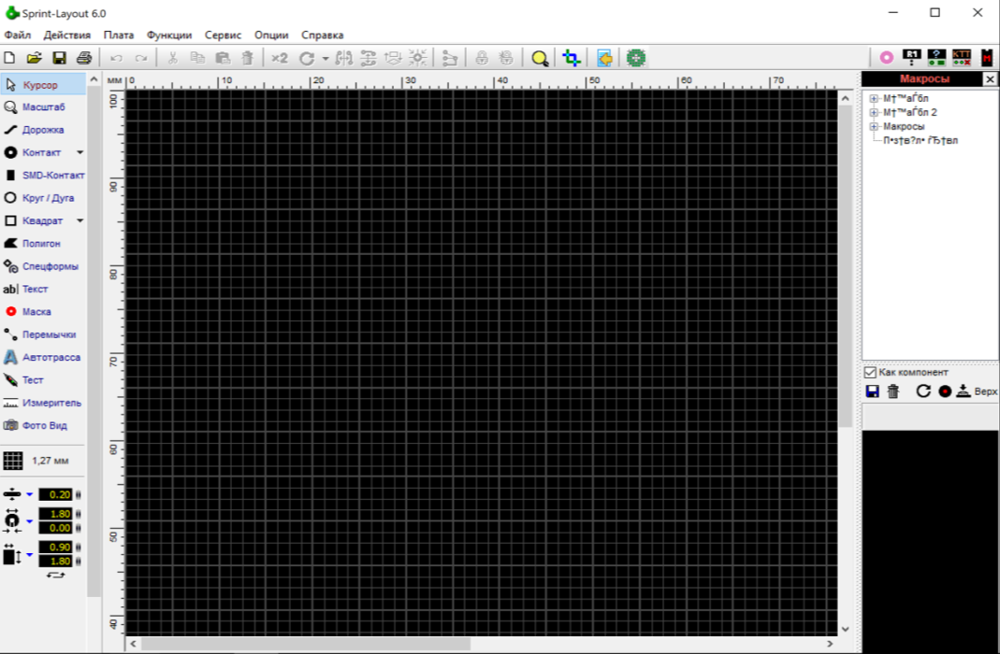 Sprint-Layout 6.0
Файл Действия Плата Функции Сервис Опции Справка
×2
R1
?
КТТ
М
Курсор
Масштаб
Дорожка
Контакт
SMD-Контакт
Круг / Дуга
Квадрат
Полигон
Спецформы
ab| Текст
Маска
Перемычки
Автотрасса
Тест
Измеритель
Фото Вид
1,27 мм
0.20
1.80
0.00
0.90
1.80
мм 0 10 20 30 40 50 60 70
100
90
80
70
60
50
40
Макросы
М†™аЃбл
М†™аЃбл 2
Макросы
П•з†в?л• ѓЂ†вл
Как компонент
Верх